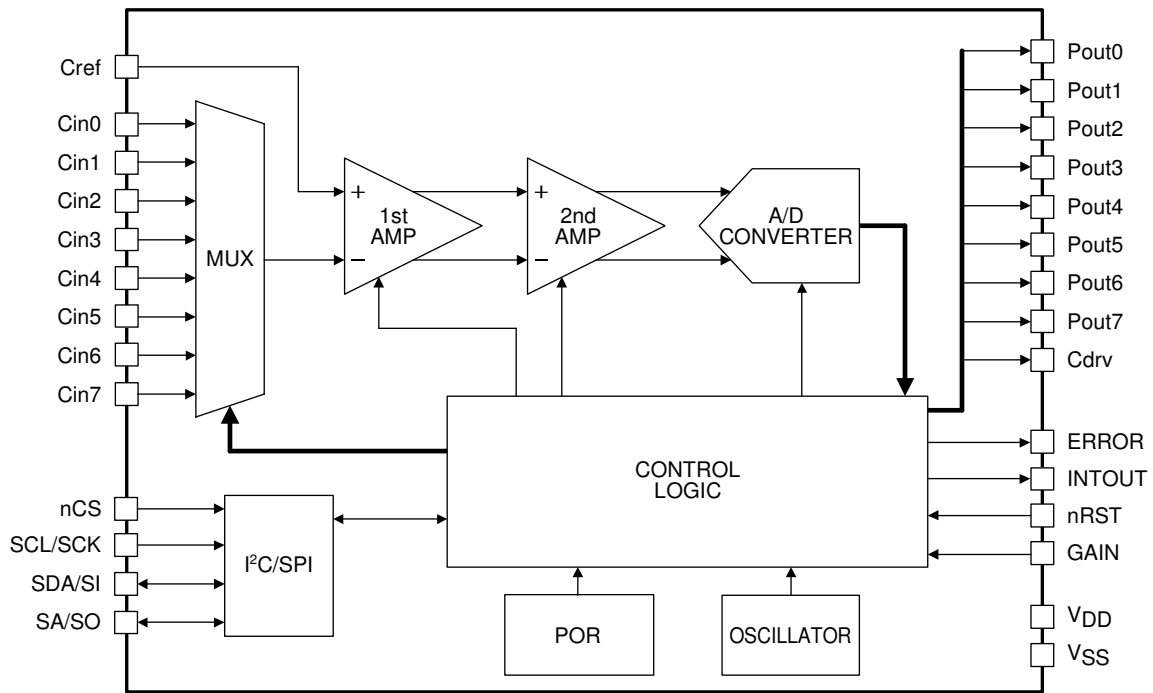 Cref
Cin0
Cin1
Cin2
Cin3
Cin4
Cin5
Cin6
Cin7
nCS
SCL/SCK
SDA/SI
SA/SO
MUX
+
−
1st
AMP
+
−
2nd
AMP
A/D
CONVERTER
CONTROL
LOGIC
I²C/SPI
POR
OSCILLATOR
Pout0
Pout1
Pout2
Pout3
Pout4
Pout5
Pout6
Pout7
Cdrv
ERROR
INTOUT
nRST
GAIN
VDD
VSS